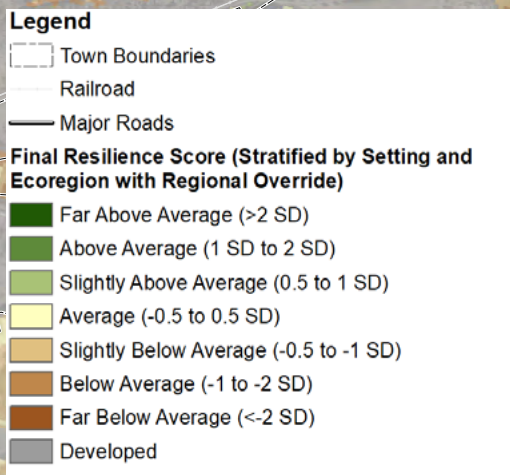 Legend
Town Boundaries
Railroad
Major Roads
Final Resilience Score (Stratified by Setting and
Ecoregion with Regional Override)
Far Above Average (>2 SD)
Above Average (1 SD to 2 SD)
Slightly Above Average (0.5 to 1 SD)
Average (-0.5 to 0.5 SD)
Slightly Below Average (-0.5 to -1 SD)
Below Average (-1 to -2 SD)
Far Below Average (<-2 SD)
Developed